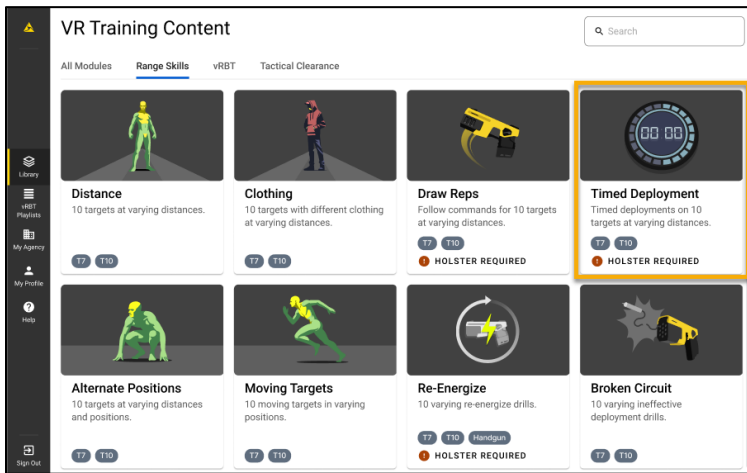 VR Training Content
Search
All Modules Range Skills vRBT Tactical Clearance
Library
vRBT
Playlists
My Agency
My Profile
Help
Sign Out
Distance
10 targets at varying distances.
T7 T10
Clothing
10 targets with different clothing
at varying distances.
T7 T10
Draw Reps
Follow commands for 10 targets
at varying distances.
T7 T10
HOLSTER REQUIRED
00 00
Timed Deployment
Timed deployments on 10
targets at varying distances.
T7 T10
HOLSTER REQUIRED
Alternate Positions
10 targets at varying distances
and positions.
T7 T10
Moving Targets
10 moving targets in varying
positions.
T7 T10
Re-Energize
10 varying re-energize drills.
T7 T10 Handgun
HOLSTER REQUIRED
Broken Circuit
10 varying ineffective
deployment drills.
T7 T10